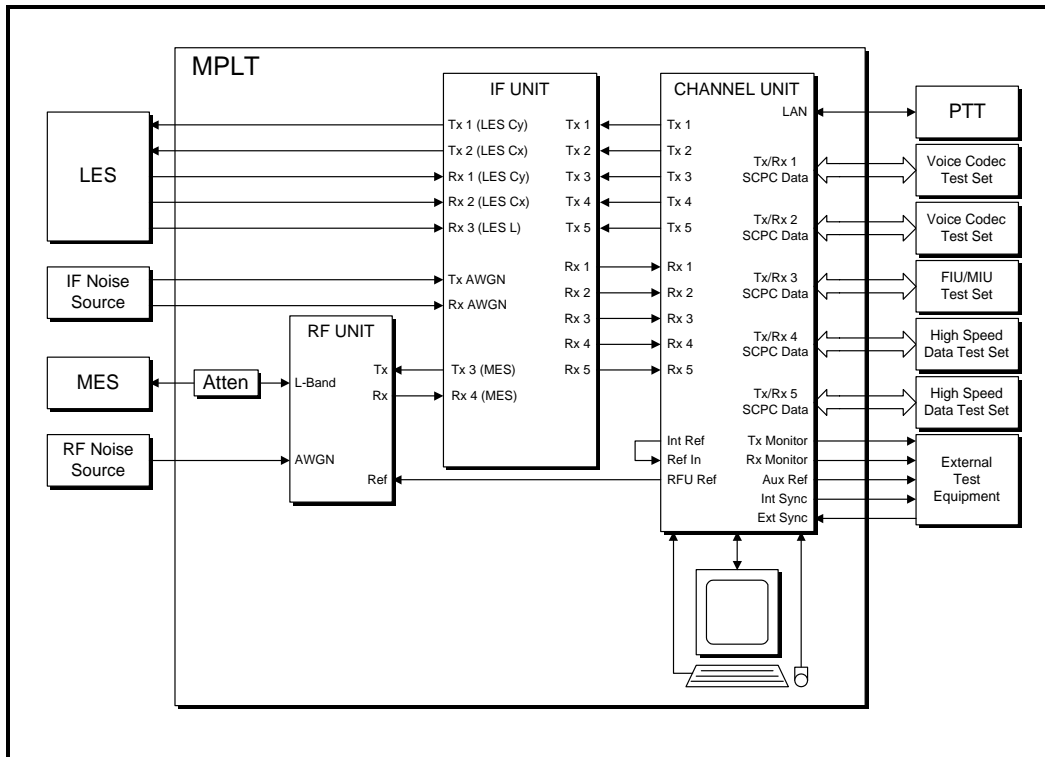 MPLT
LES
IF Noise
Source
MES
Atten
RF Noise
Source
RF UNIT
L-Band
Tx
Rx
AWGN
Ref
IF UNIT
Tx 1 (LES Cy)
Tx 2 (LES Cx)
Rx 1 (LES Cy)
Rx 2 (LES Cx)
Rx 3 (LES L)
Tx AWGN
Rx AWGN
Tx 3 (MES)
Rx 4 (MES)
Tx 1
Tx 2
Tx 3
Tx 4
Tx 5
Rx 1
Rx 2
Rx 3
Rx 4
Rx 5
CHANNEL UNIT
Tx 1
Tx 2
Tx 3
Tx 4
Tx 5
Rx 1
Rx 2
Rx 3
Rx 4
Rx 5
Int Ref
Ref In
RFU Ref
LAN
Tx/Rx 1
SCPC Data
Tx/Rx 2
SCPC Data
Tx/Rx 3
SCPC Data
Tx/Rx 4
SCPC Data
Tx/Rx 5
SCPC Data
Tx Monitor
Rx Monitor
Aux Ref
Int Sync
Ext Sync
PTT
Voice Codec
Test Set
Voice Codec
Test Set
FIU/MIU
Test Set
High Speed
Data Test Set
High Speed
Data Test Set
External
Test
Equipment